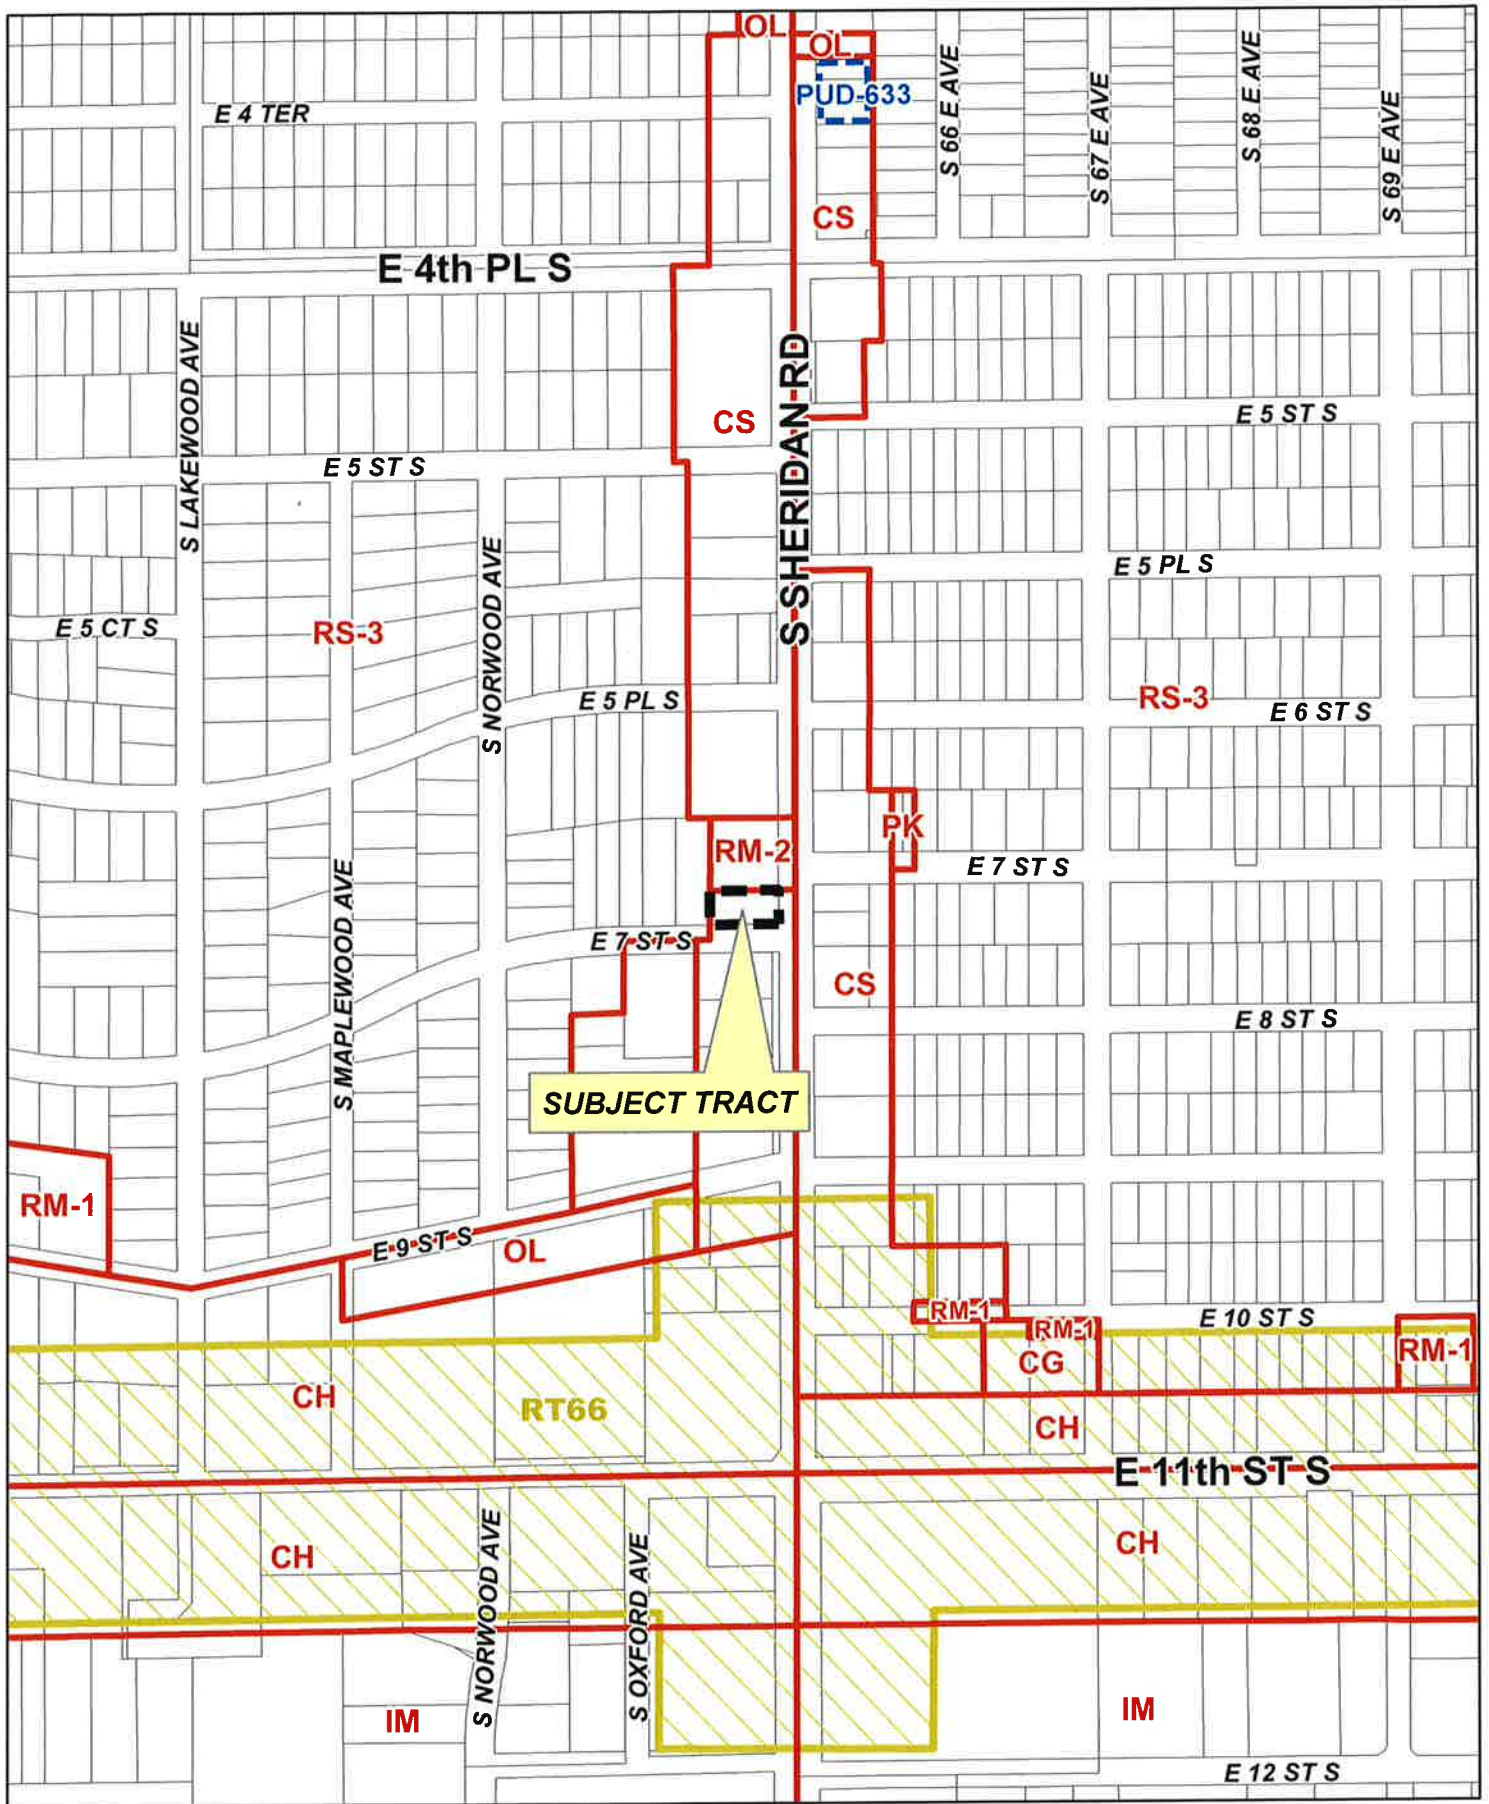 OL
OL
PUD-633
E 4 TER
S 66 E AVE
S 67 E AVE
S 68 E AVE
S 69 E AVE
CS
E 4th PL S
S LAKEWOOD AVE
S SHERIDAN RD
CS
E 5 ST S
E 5 ST S
S NORWOOD AVE
E 5 PL S
E 5 CT S
RS-3
E 5 PL S
RS-3
E 6 ST S
PK
RM-2
E 7 ST S
S MAPLEWOOD AVE
E 7 ST S
CS
E 8 ST S
SUBJECT TRACT
RM-1
E 9 ST S
OL
RM-1
E 10 ST S
RM-1
CG
RM-1
CH
RT66
CH
E 11th ST S
CH
S NORWOOD AVE
S OXFORD AVE
CH
IM
IM
E 12 ST S